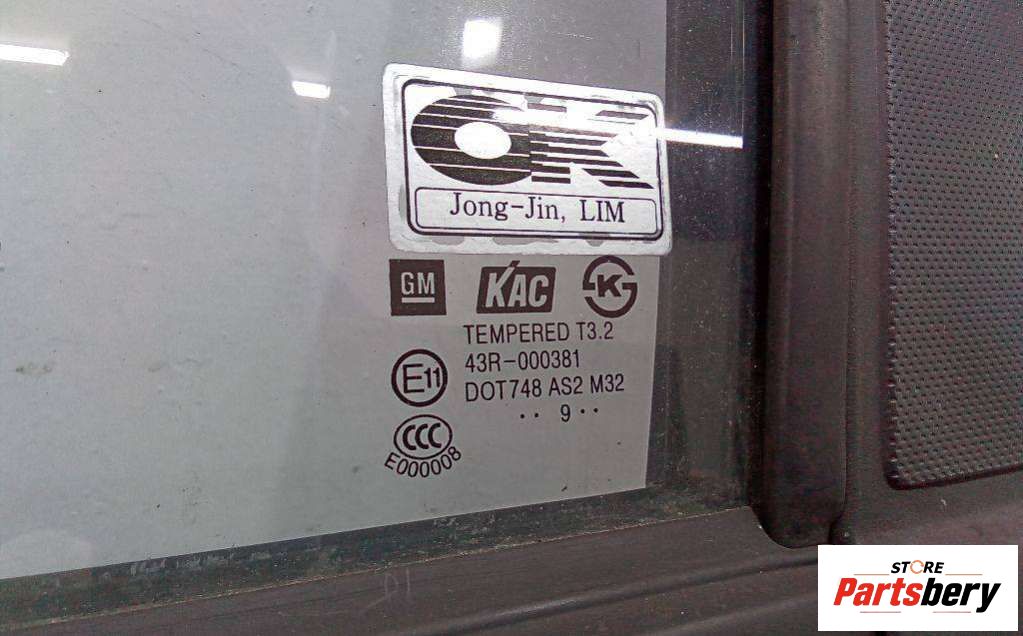 OK
Jong-Jin, LIM
GM KAC K
TEMPERED T3.2
43R-000381
E11
DOT748 AS2 M32
·· 9 ··
CCC
E000008
STORE
Partsbery